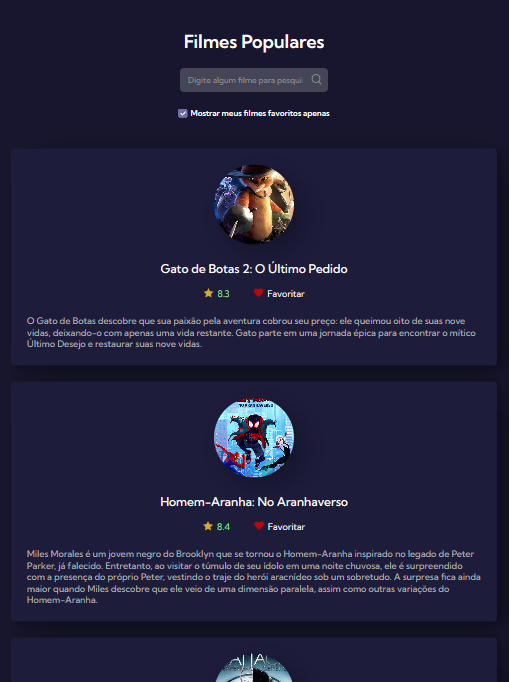 Filmes Populares
Digite algum filme para pesqui
Mostrar meus filmes favoritos apenas
Gato de Botas 2: O Último Pedido
8.3 Favoritar
O Gato de Botas descobre que sua paixão pela aventura cobrou seu preço: ele queimou oito de suas nove
vidas, deixando-o com apenas uma vida restante. Gato parte em uma jornada épica para encontrar o mítico
Último Desejo e restaurar suas nove vidas.
Homem-Aranha: No Aranhaverso
8.4 Favoritar
Miles Morales é um jovem negro do Brooklyn que se tornou o Homem-Aranha inspirado no legado de Peter
Parker, já falecido. Entretanto, ao visitar o túmulo de seu ídolo em uma noite chuvosa, ele é surpreendido
com a presença do próprio Peter, vestindo o traje do herói aracnídeo sob um sobretudo. A surpresa fica ainda
maior quando Miles descobre que ele veio de uma dimensão paralela, assim como outras variações do
Homem-Aranha.